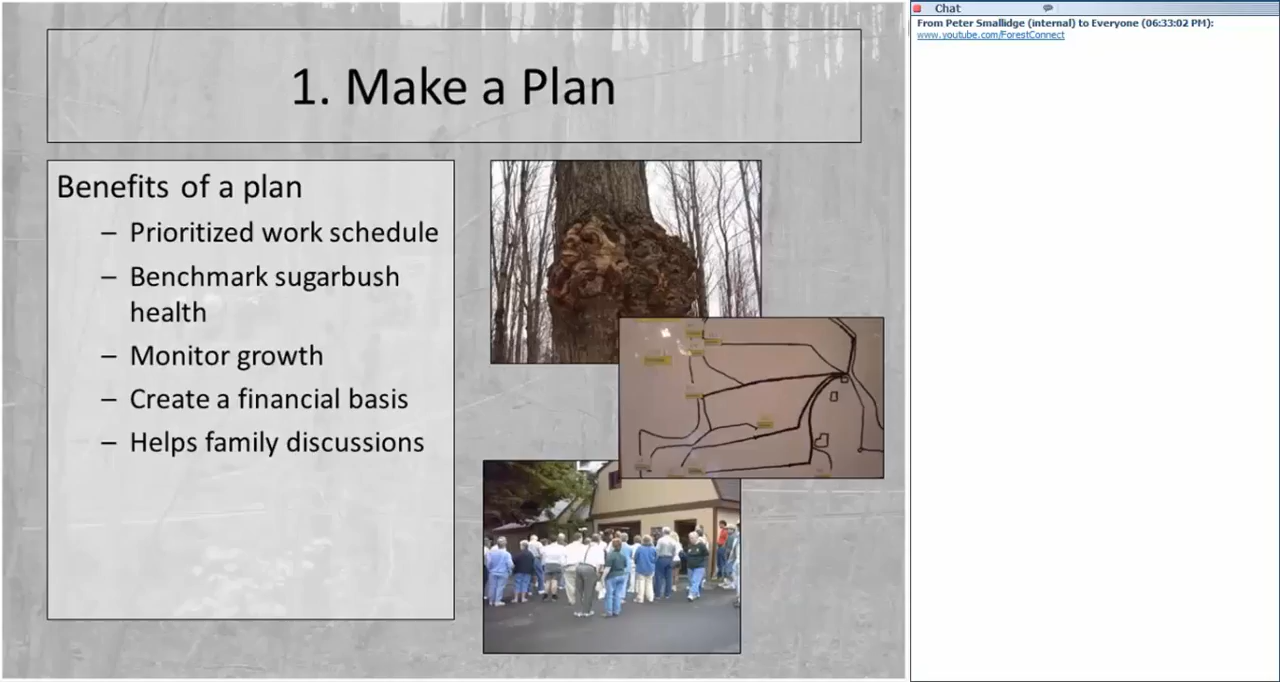 1. Make a Plan
Benefits of a plan
– Prioritized work schedule
– Benchmark sugarbush
health
– Monitor growth
– Create a financial basis
– Helps family discussions
Chat
From Peter Smallidge (internal) to Everyone (06:33:02 PM):
www.youtube.com/ForestConnect